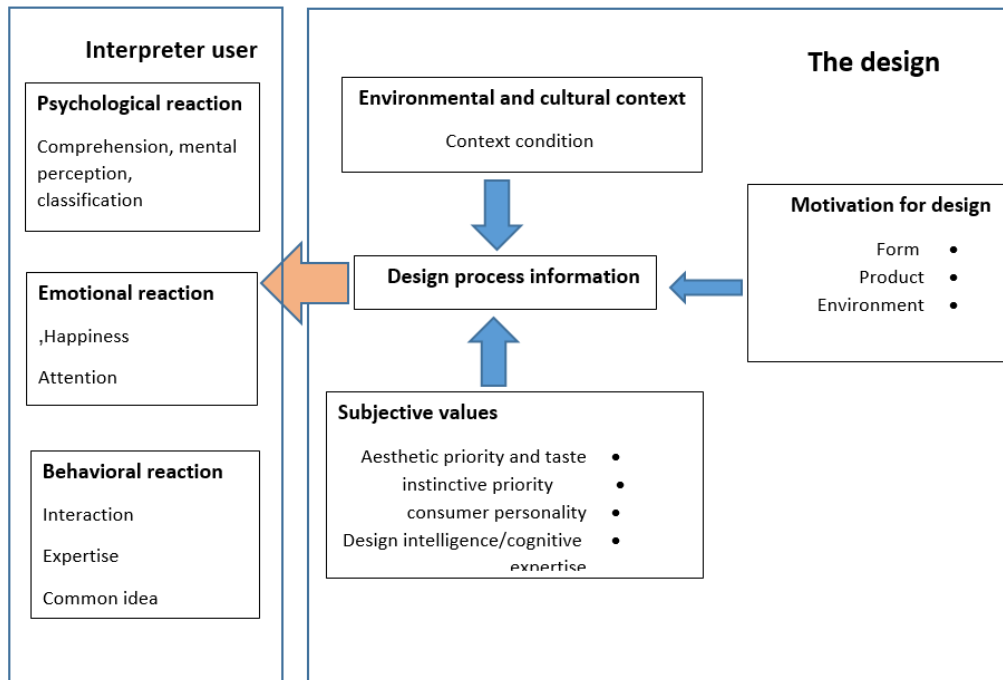 Interpreter user
Psychological reaction
Comprehension, mental
perception,
classification
Emotional reaction
,Happiness
Attention
Behavioral reaction
Interaction
Expertise
Common idea
The design
Environmental and cultural context
Context condition
Design process information
Motivation for design
Form •
Product •
Environment •
Subjective values
Aesthetic priority and taste •
instinctive priority •
consumer personality •
Design intelligence/cognitive •
expertise